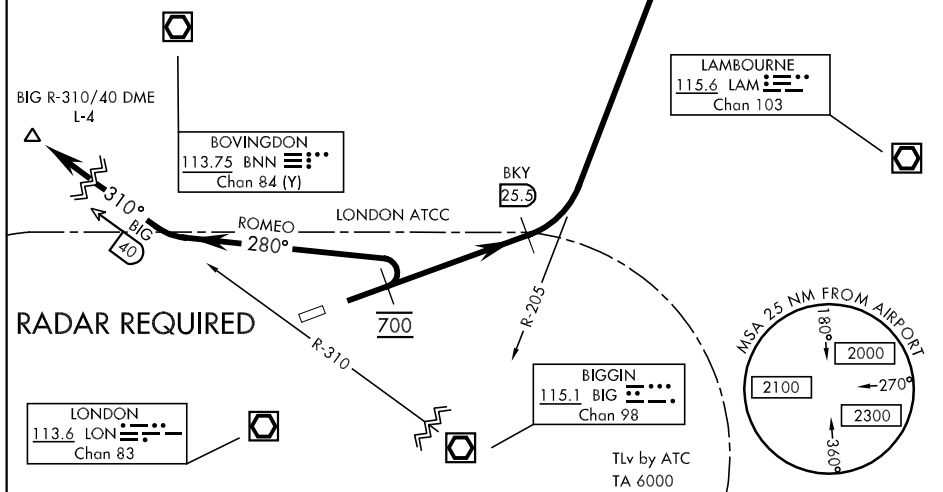 LAMBOURNE
115.6 LAM
Chan 103
BIG R-310/40 DME
L-4
BOVINGDON
113.75 BNN
Chan 84 (Y)
BKY
25.5
310°
BIG
40
ROMEO
280°
LONDON ATCC
RADAR REQUIRED
700
R-205
R-310
MSA 25 NM FROM AIRPORT
180°
2000
2100
270°
2300
360°
BIGGIN
115.1 BIG
Chan 98
LONDON
113.6 LON
Chan 83
TLv by ATC
TA 6000